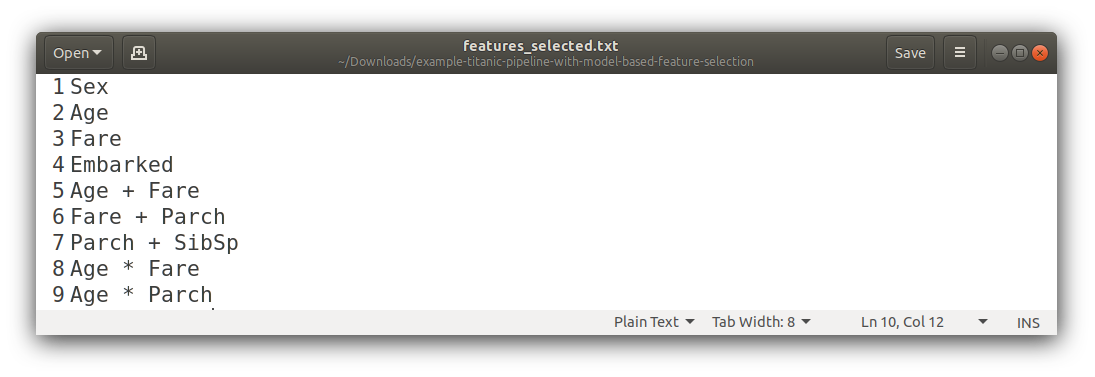 Open
features_selected.txt
~/Downloads/example-titanic-pipeline-with-model-based-feature-selection
Save
1 Sex
2 Age
3 Fare
4 Embarked
5 Age + Fare
6 Fare + Parch
7 Parch + SibSp
8 Age * Fare
9 Age * Parch
Plain Text Tab Width: 8 Ln 10, Col 12 INS